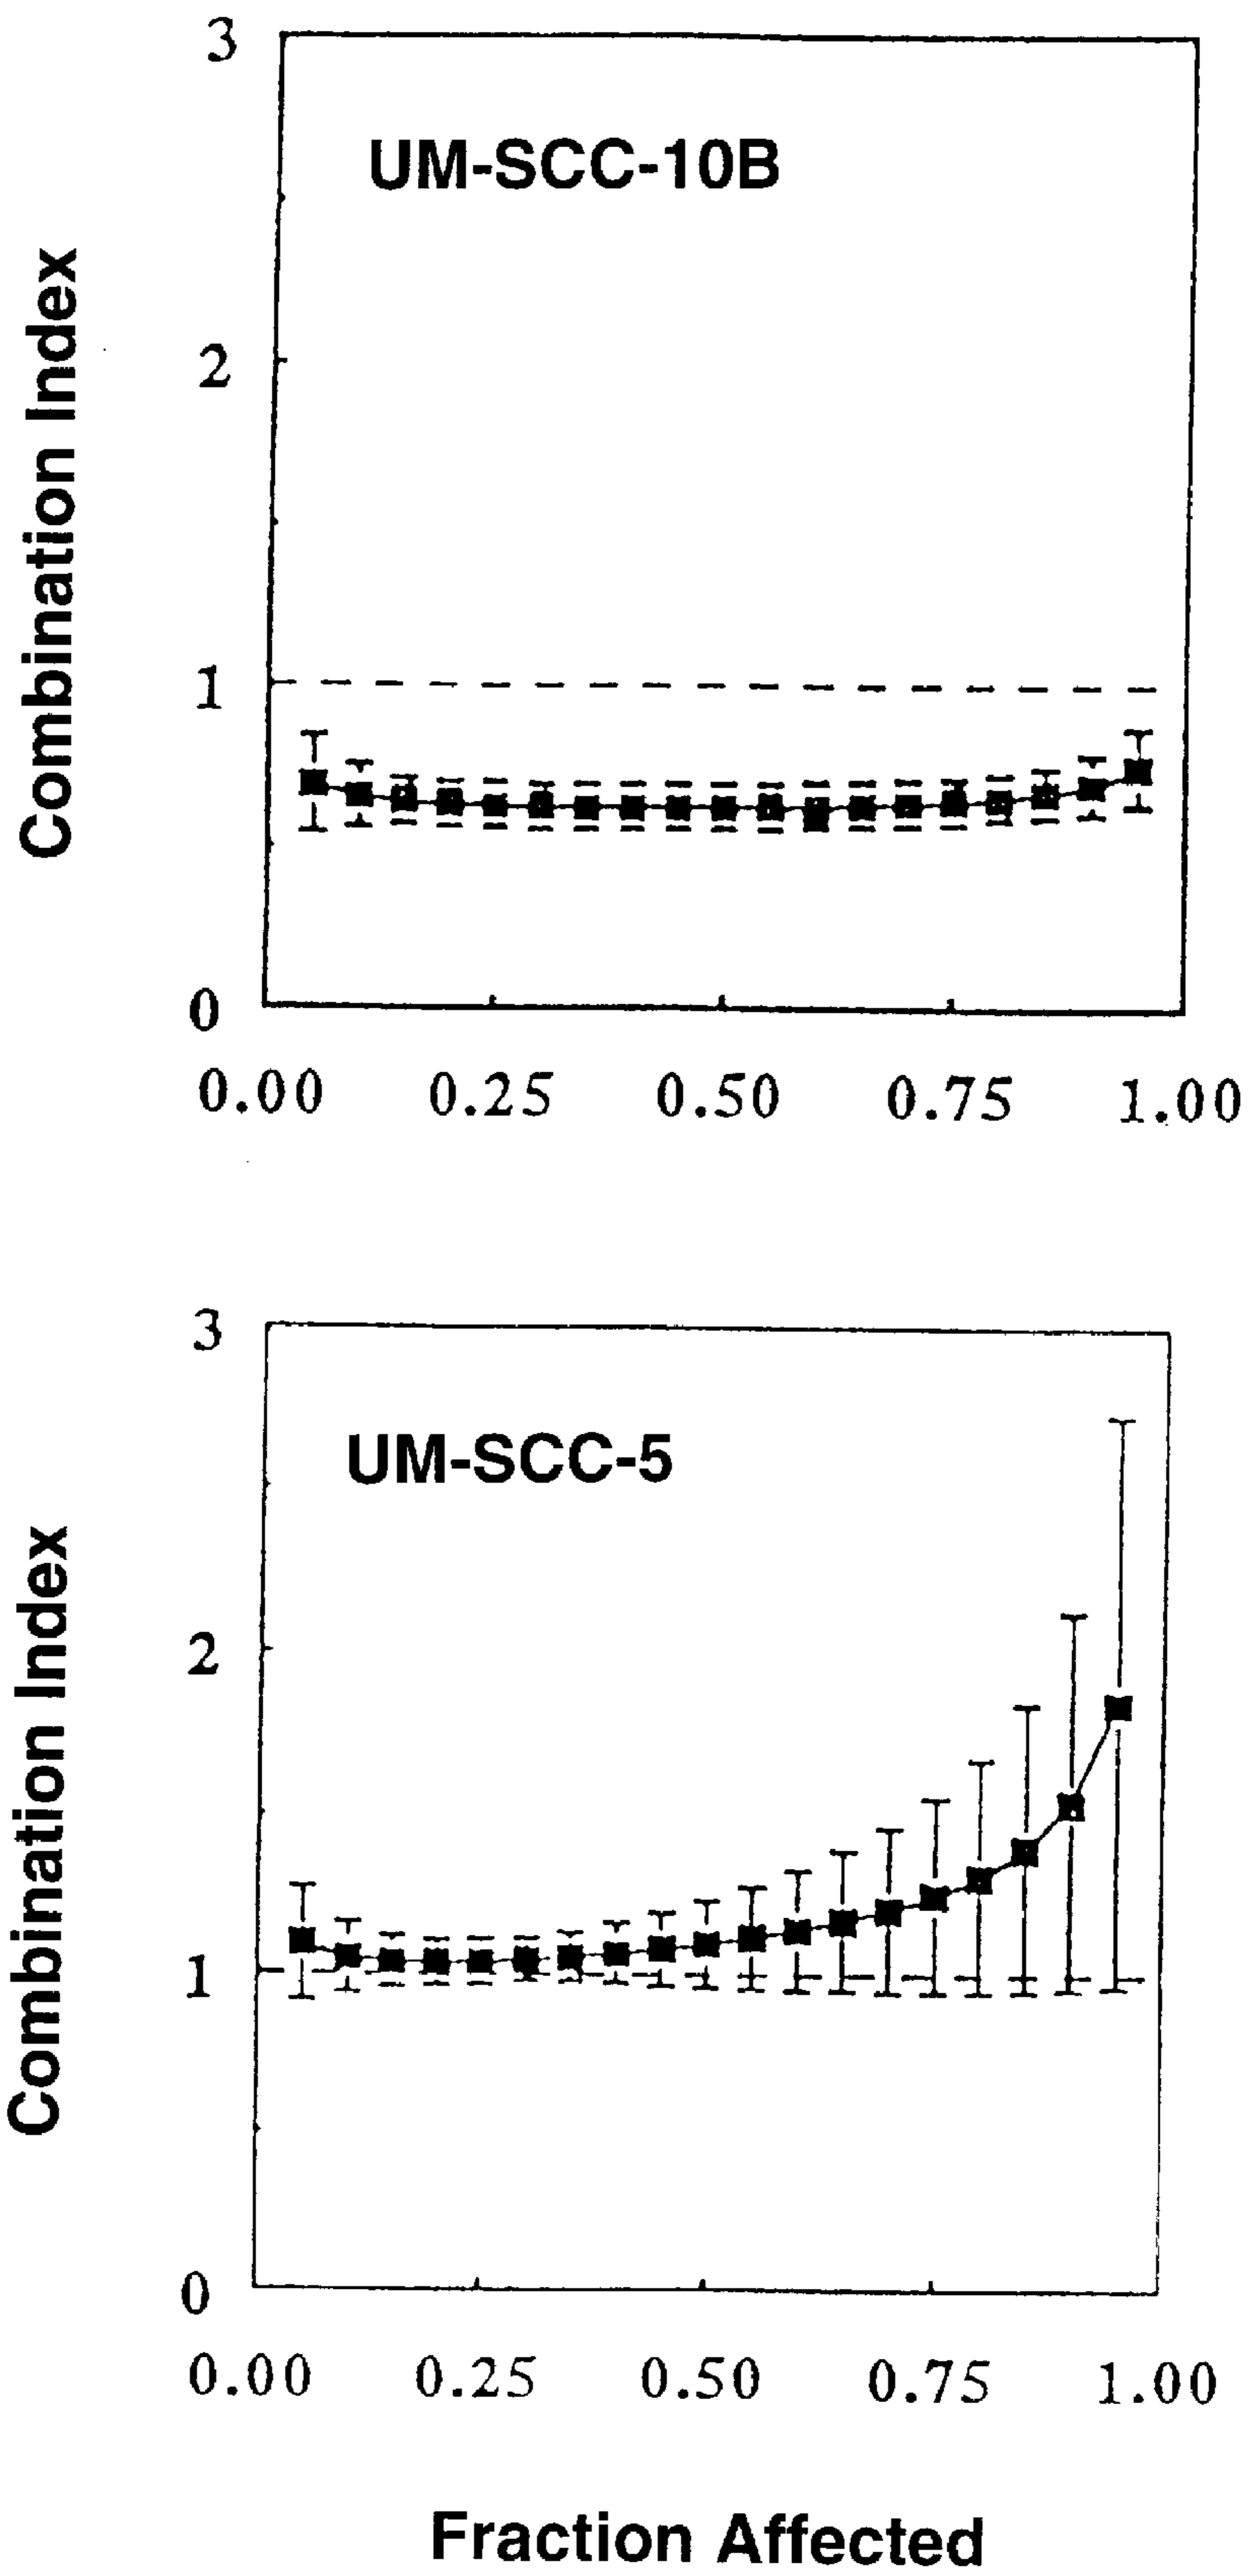 3
UM-SCC-10B
Combination Index
2
1
0
0.00 0.25 0.50 0.75 1.00
3
UM-SCC-5
Combination Index
2
1
0
0.00 0.25 0.50 0.75 1.00
Fraction Affected